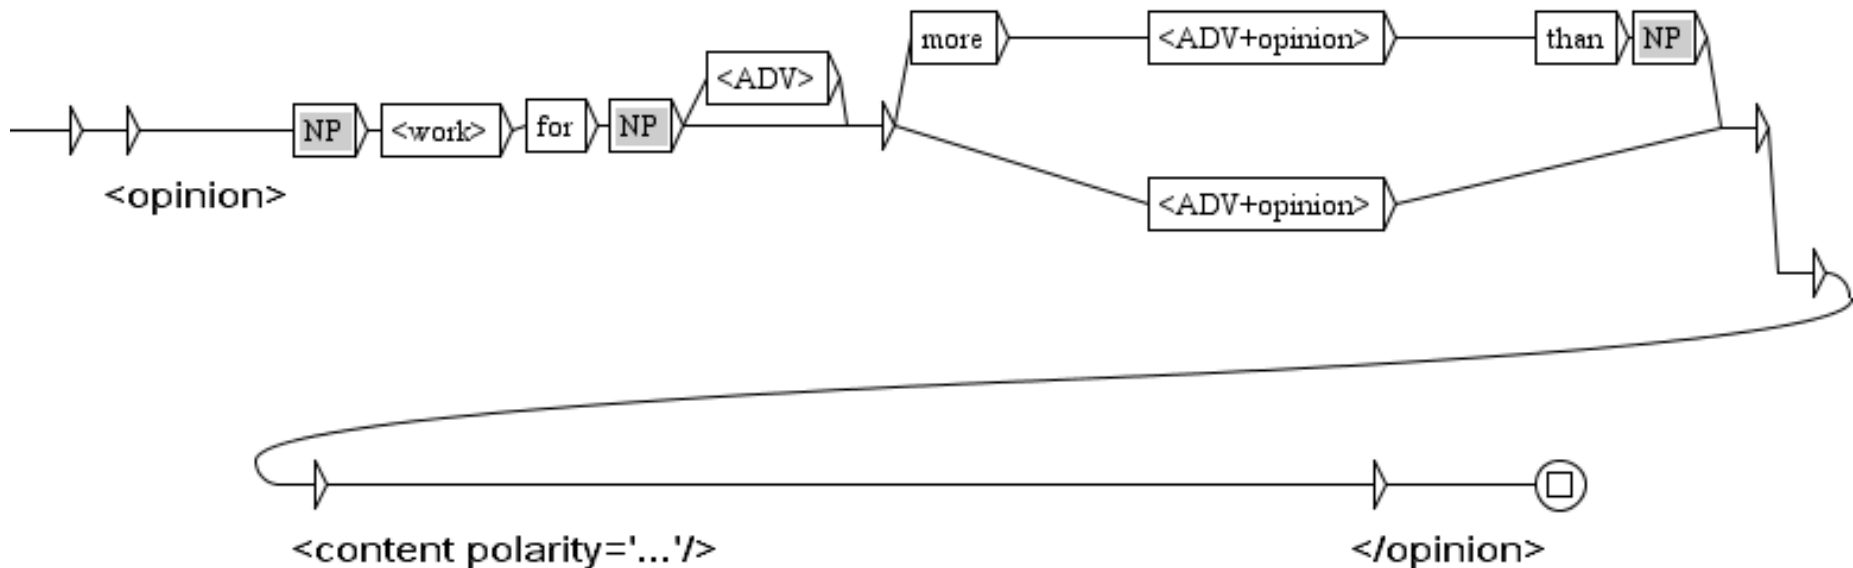 more <ADV+opinion> than NP
<ADV>
NP <work> for NP
<opinion>
<ADV+opinion>
<content polarity='...'/>
</opinion>